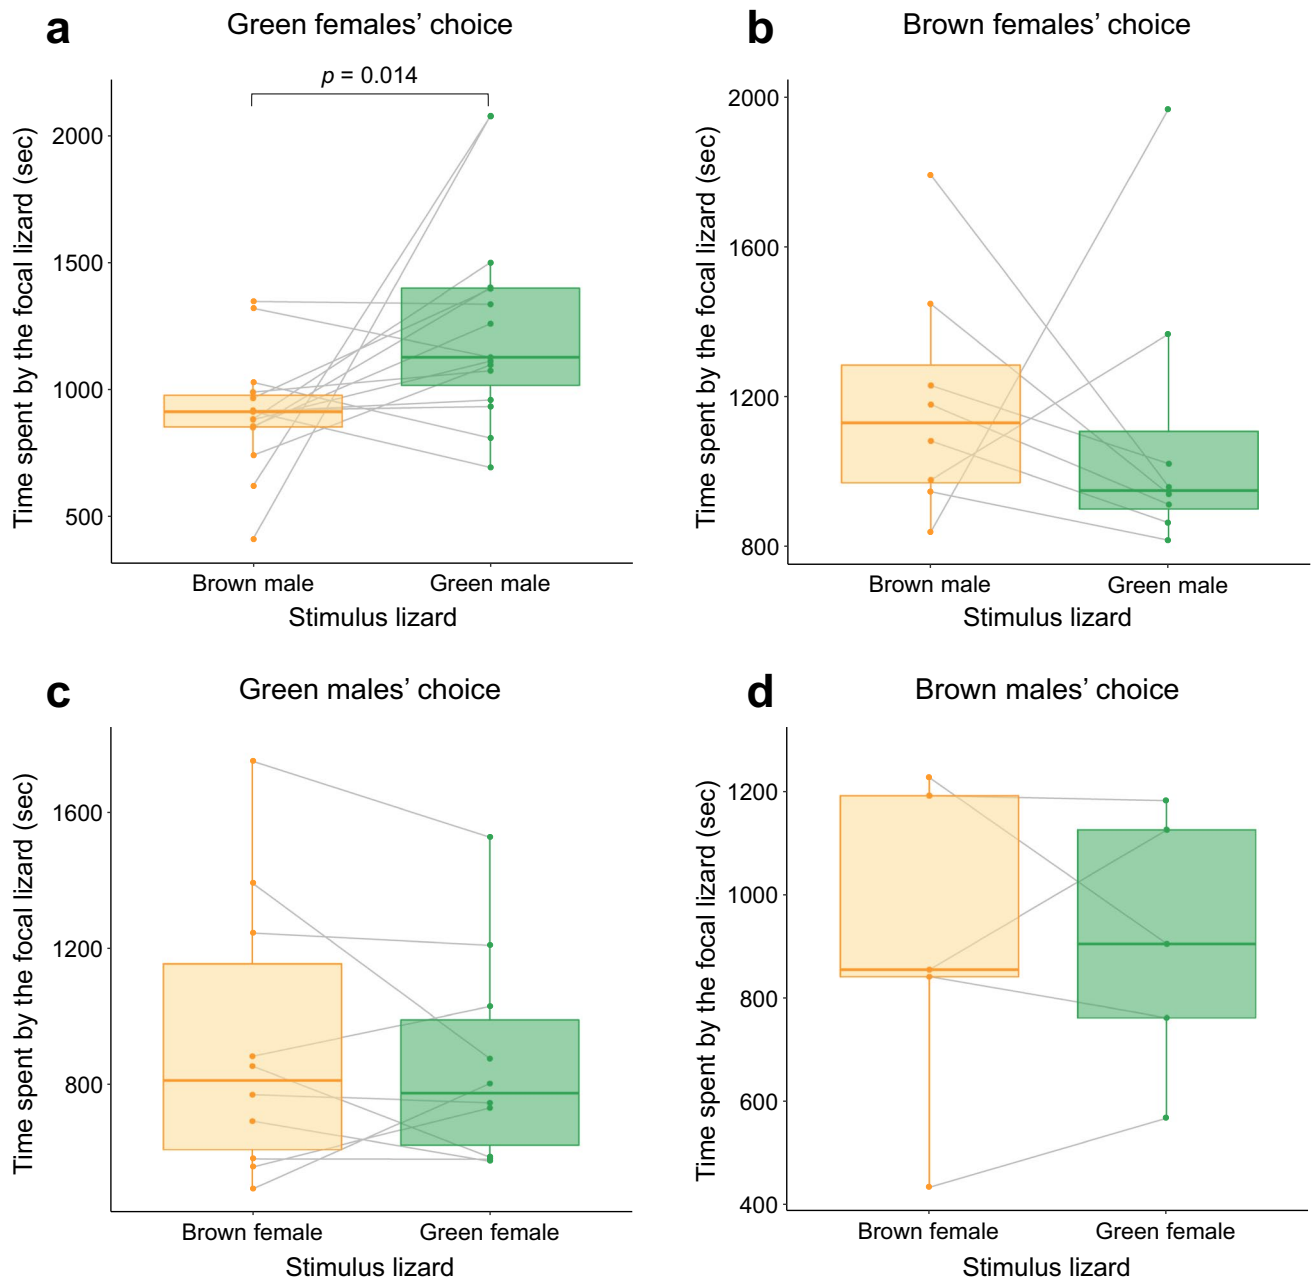 a
Green females’ choice
p = 0.014
Time spent by the focal lizard (sec)
2000
1500
1000
500
Brown male
Green male
Stimulus lizard
b
Brown females’ choice
Time spent by the focal lizard (sec)
2000
1600
1200
800
Brown male
Green male
Stimulus lizard
c
Green males’ choice
Time spent by the focal lizard (sec)
1600
1200
800
Brown female
Green female
Stimulus lizard
d
Brown males’ choice
Time spent by the focal lizard (sec)
1200
1000
800
600
400
Brown female
Green female
Stimulus lizard